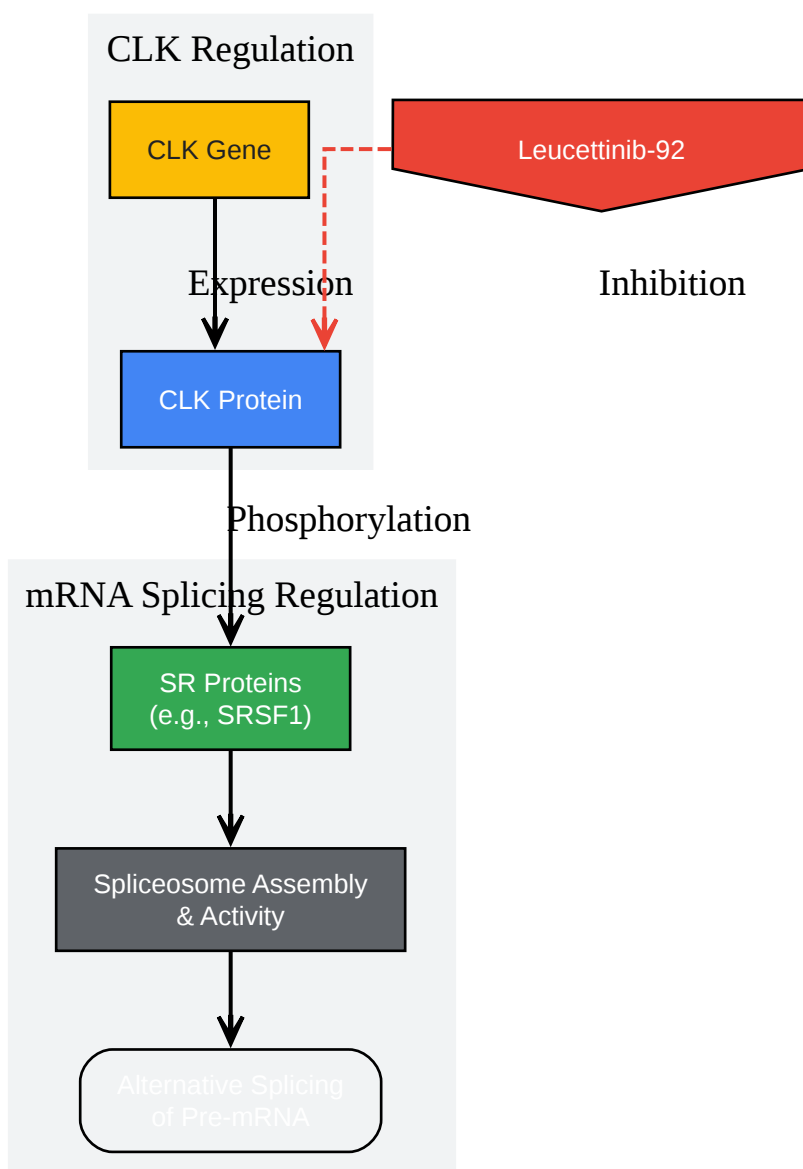 CLK Regulation
CLK Gene
Leucettinib-92
Expression
Inhibition
CLK Protein
Phosphorylation
mRNA Splicing Regulation
SR Proteins
(e.g., SRSF1)
Spliceosome Assembly
& Activity
Alternative Splicing
of Pre-mRNA